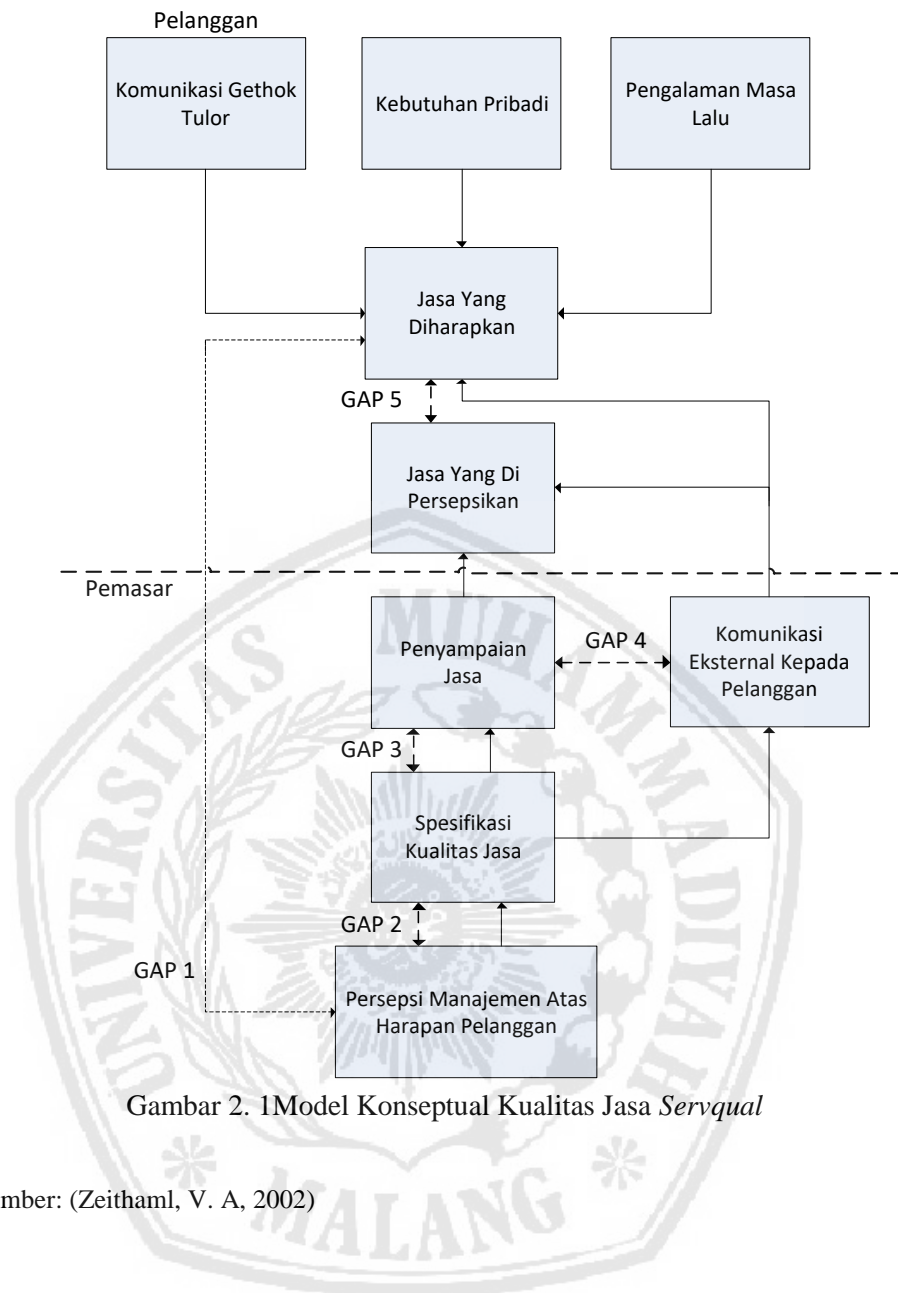 Pelanggan
Komunikasi Gethok
Tulor
Kebutuhan Pribadi
Pengalaman Masa
Lalu
Jasa Yang
Diharapkan
GAP 5
Jasa Yang Di
Persepsikan
Pemasar
Penyampaian
Jasa
GAP 4
Komunikasi
Eksternal Kepada
Pelanggan
GAP 3
Spesifikasi
Kualitas Jasa
GAP 2
GAP 1
Persepsi Manajemen Atas
Harapan Pelanggan
Gambar 2. 1Model Konseptual Kualitas Jasa Servqual
mber: (Zeithaml, V. A, 2002)
UNIVERSITAS MUHAMMADIYAH
MALANG